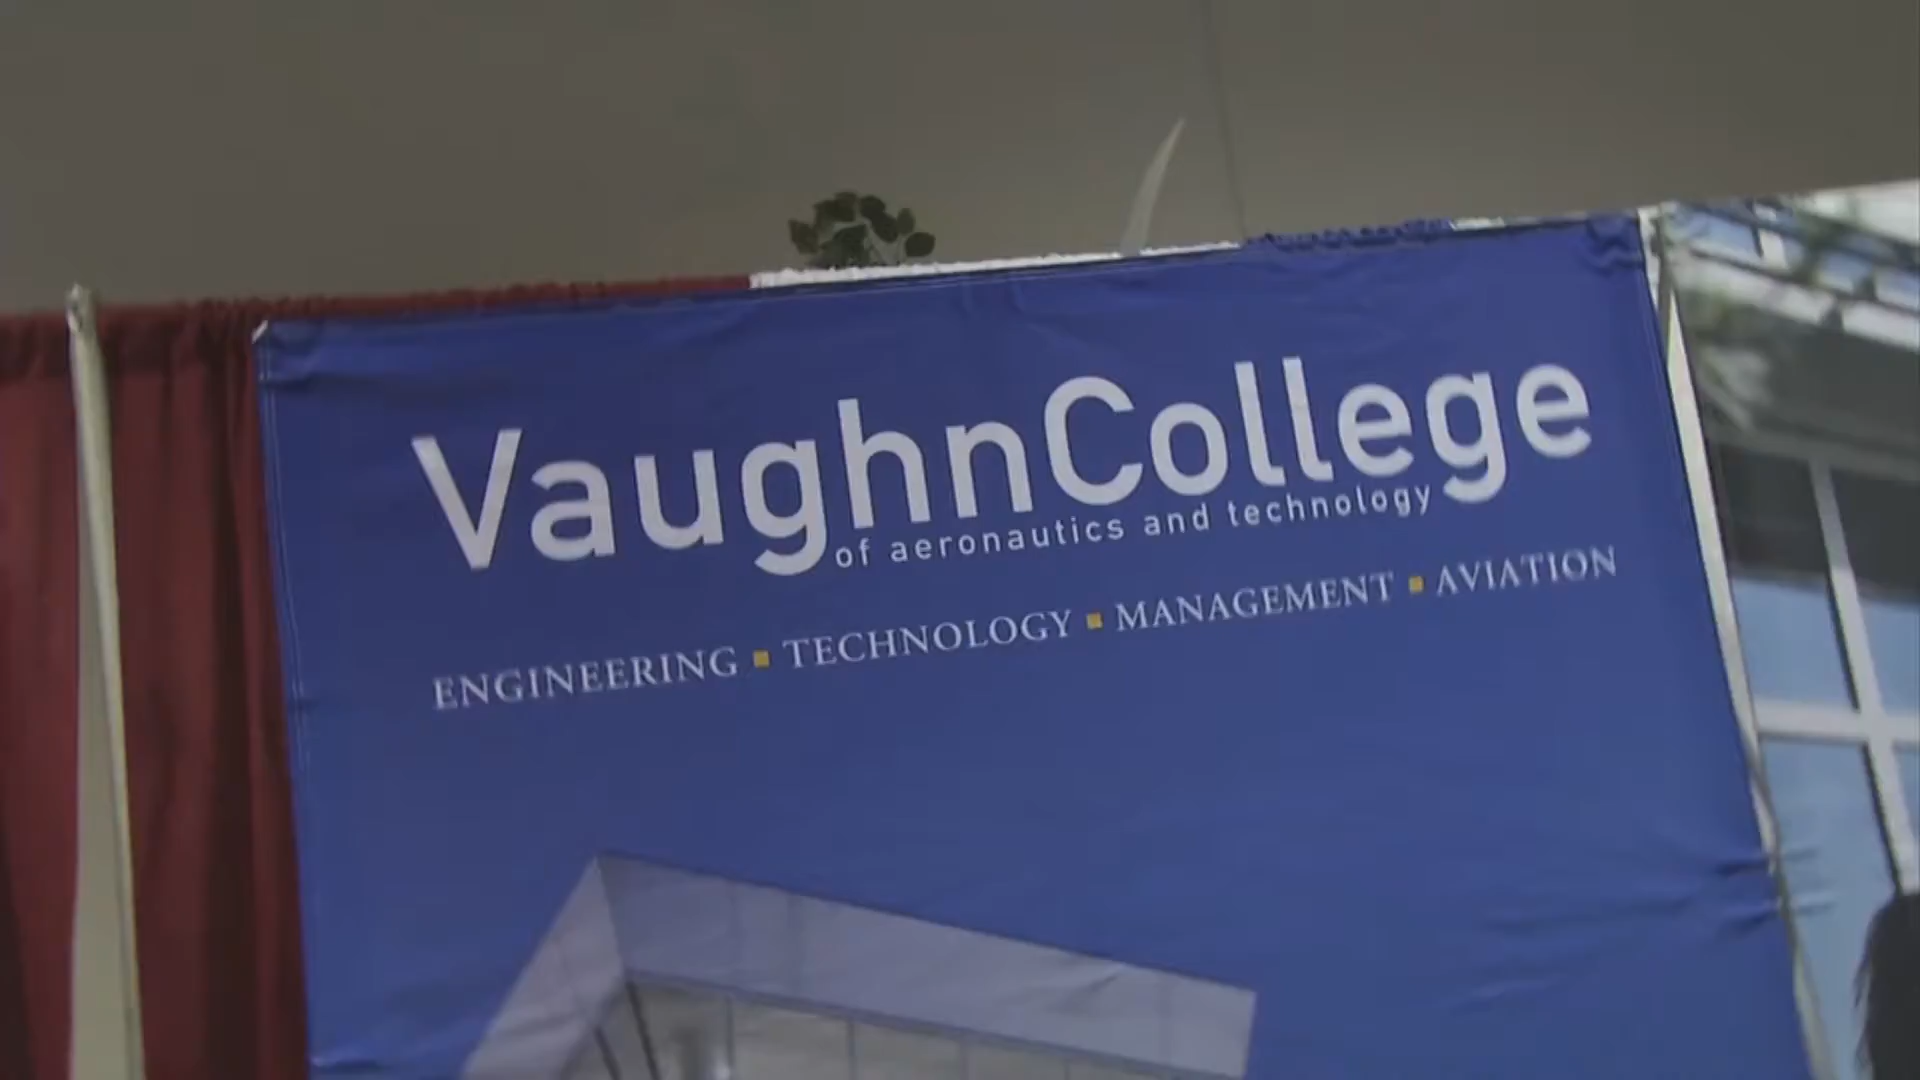 VaughnCollege
of aeronautics and technology
ENGINEERING ▪ TECHNOLOGY ▪ MANAGEMENT ▪ AVIATION